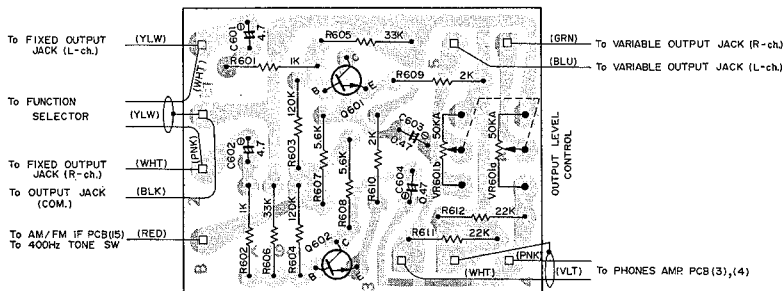 To FIXED OUTPUT
JACK (L-ch.)
(YLW)
(WHT)
To FUNCTION
SELECTOR
(YLW)
(PNK)
To FIXED OUTPUT
JACK (R-ch.)
(WHT)
To OUTPUT JACK
(COM.)
(BLK)
To AM/FM IF PCB(15)
To 400Hz TONE SW
(RED)
C601
4.7
R605
33K
R601
1K
C
B
E
Q601
R609
2K
5
120K
R603
5.6K
R607
5.6K
R608
2K
R610
C603
0.47
C604
0.47
C602
4.7
50KA
VR601b
50KA
VR601a
OUTPUT LEVEL
CONTROL
2
1K
R602
33K
R606
120K
R604
Q602
C
B
E
R612
22K
R611
22K
B
3
(GRN)
To VARIABLE OUTPUT JACK (R-ch.)
(BLU)
To VARIABLE OUTPUT JACK (L-ch.)
(WHT)
(PNK)
(VLT)
To PHONES AMP. PCB(3),(4)